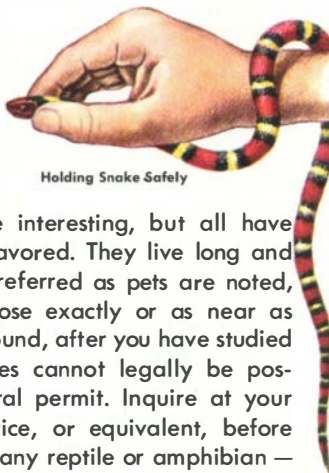 Holding Snake Safely
e interesting, but all have
avored. They live long and
referred as pets are noted,
ose exactly or as near as
und, after you have studied
es cannot legally be pos-
ral permit. Inquire at your
ice, or equivalent, before
any reptile or amphibian —